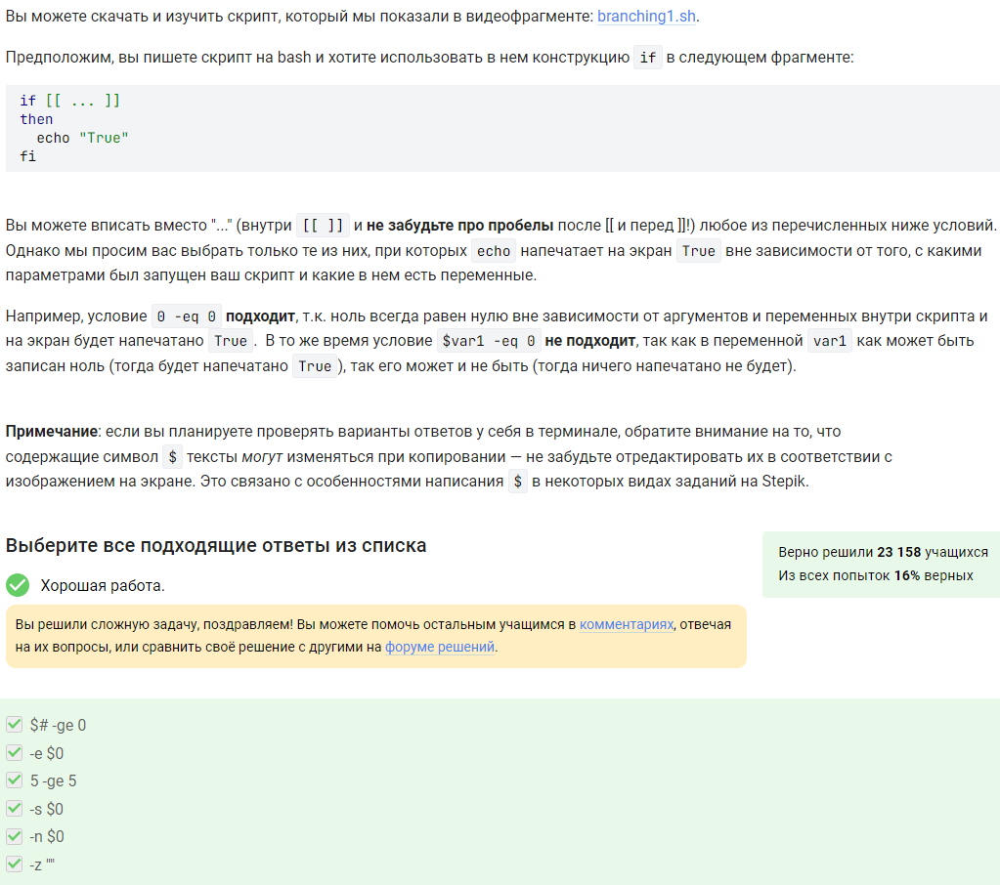 Вы можете скачать и изучить скрипт, который мы показали в видеофрагменте: branching1.sh.
Предположим, вы пишете скрипт на bash и хотите использовать в нем конструкцию if в следующем фрагменте:
if [[ ... ]]
then
  echo "True"
fi
Вы можете вписать вместо "..." (внутри [[ ]] и не забудьте про пробелы после [[ и перед ]]!) любое из перечисленных ниже условий.
Однако мы просим вас выбрать только те из них, при которых echo напечатает на экран True вне зависимости от того, с какими
параметрами был запущен ваш скрипт и какие в нем есть переменные.
Например, условие 0 -eq 0 подходит, т.к. ноль всегда равен нулю вне зависимости от аргументов и переменных внутри скрипта и
на экран будет напечатано True. В то же время условие $var1 -eq 0 не подходит, так как в переменной var1 как может быть
записан ноль (тогда будет напечатано True), так его может и не быть (тогда ничего напечатано не будет).
Примечание: если вы планируете проверять варианты ответов у себя в терминале, обратите внимание на то, что
содержащие символ $ тексты могут изменяться при копировании — не забудьте отредактировать их в соответствии с
изображением на экране. Это связано с особенностями написания $ в некоторых видах заданий на Stepik.
Выберите все подходящие ответы из списка
Верно решили 23 158 учащихся
Из всех попыток 16% верных
Хорошая работа.
Вы решили сложную задачу, поздравляем! Вы можете помочь остальным учащимся в комментариях, отвечая
на их вопросы, или сравнить своё решение с другими на форуме решений.
$# -ge 0
-e $0
5 -ge 5
-s $0
-n $0
-z ""